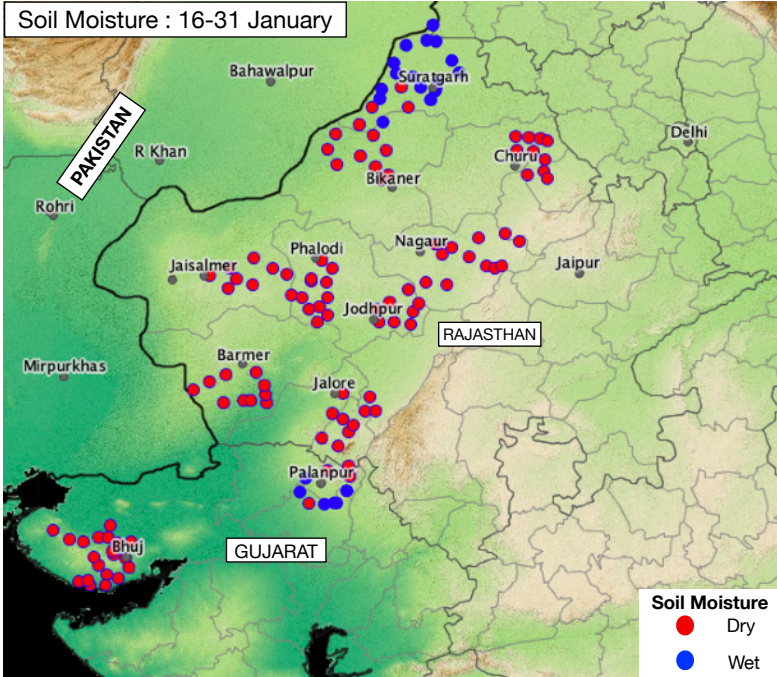 Soil Moisture : 16-31 January
Bahawalpur
Suratgarh
PAKISTAN
Delhi
R Khan
Churu
Bikaner
Rohri
Nagaur
Phalodi
Jaisalmer
Jaipur
Jodhpur
RAJASTHAN
Barmer
Mirpurkhas
Jalore
Palanpur
Bhuj
GUJARAT
Soil Moisture
Dry
Wet